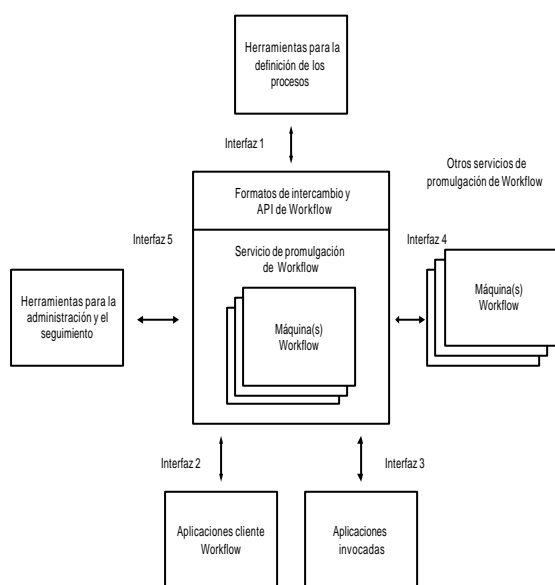 Herramientas para la
definición de los
procesos
Interfaz 1
Otros servicios de
promulgación de Workflow
Formatos de intercambio y
API de Workflow
Interfaz 5
Interfaz 4
Servicio de promulgación
de Workflow
Herramientas para la
administración y el
seguimiento
Máquina(s)
Workflow
Máquina(s)
Workflow
Interfaz 2
Interfaz 3
Aplicaciones cliente
Workflow
Aplicaciones
invocadas